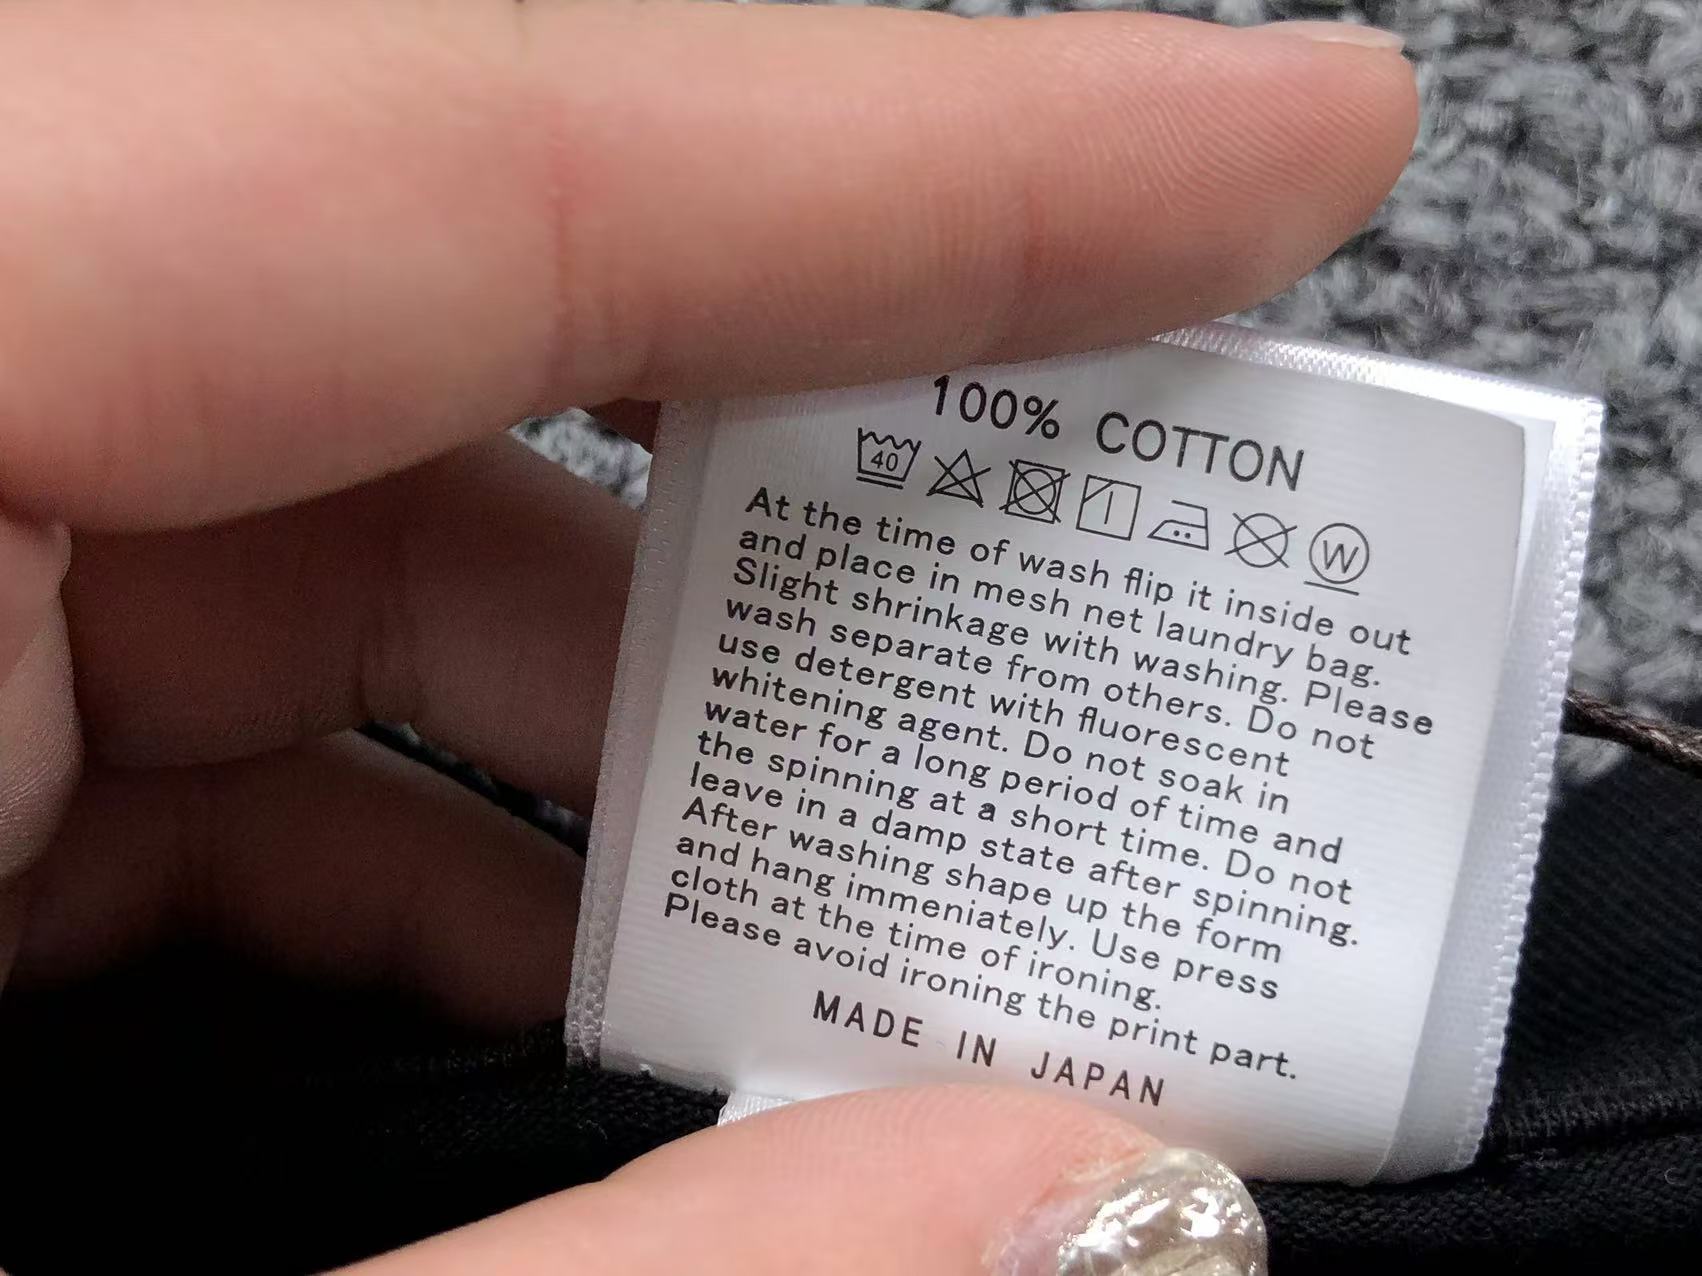 100% COTTON
40 W
At the time of wash flip it inside out
and place in mesh net laundry bag.
Slight shrinkage with washing. Please
wash separate from others. Do not
use detergent with fluorescent
whitening agent. Do not soak in
water for a long period of time and
the spinning at a short time. Do not
leave in a damp state after spinning.
After washing shape up the form
and hang immeniately. Use press
cloth at the time of ironing.
Please avoid ironing the print part.
MADE IN JAPAN